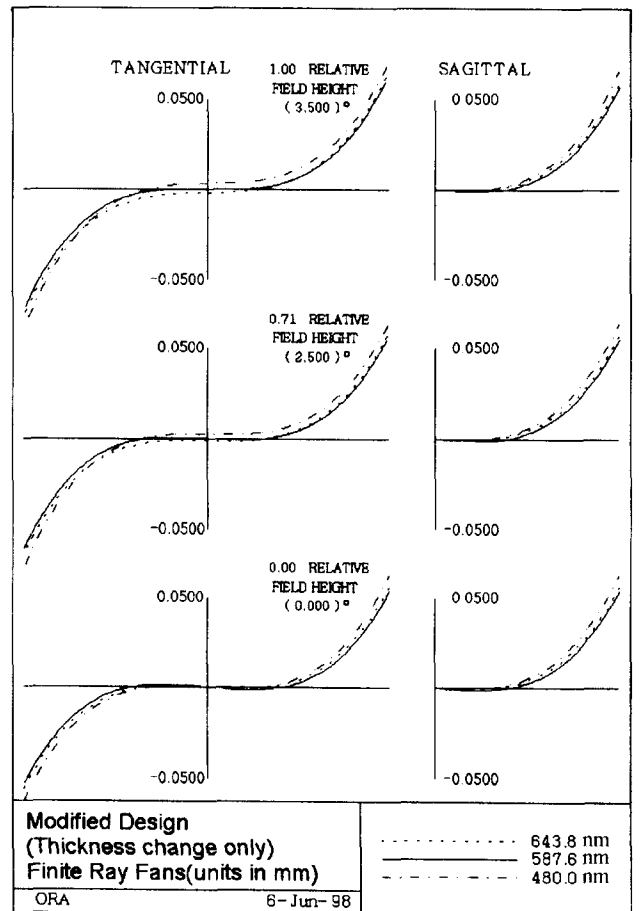 TANGENTIAL
1.00 RELATIVE
FIELD HEIGHT
( 3.500 )°
SAGITTAL
0.0500
0 0500
-0.0500
-0.0500
0.71 RELATIVE
FIELD HEIGHT
( 2.500 )°
0.0500
0.0500
-0.0500
-0.0500
0.00 RELATIVE
FIELD HEIGHT
( 0.000 )°
0.0500
0 0500
-0.0500
-0.0500
Modified Design
(Thickness change only)
Finite Ray Fans(units in mm)
ORA 6-Jun-98
643.8 nm
587.6 nm
480.0 nm